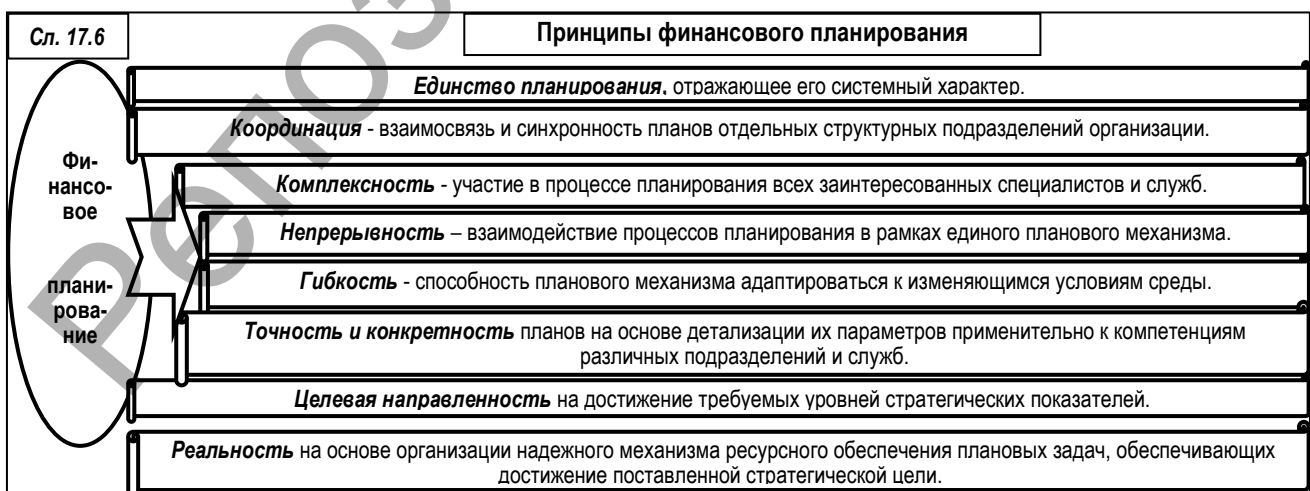 Сл. 17.6
Принципы финансового планирования
Единство планирования, отражающее его системный характер.
Координация - взаимосвязь и синхронность планов отдельных структурных подразделений организации.
Фи-
нансо-
вое
плани-
рова-
ние
Комплексность - участие в процессе планирования всех заинтересованных специалистов и служб.
Непрерывность – взаимодействие процессов планирования в рамках единого планового механизма.
Гибкость - способность планового механизма адаптироваться к изменяющимся условиям среды.
Точность и конкретность планов на основе детализации их параметров применительно к компетенциям
различных подразделений и служб.
Целевая направленность на достижение требуемых уровней стратегических показателей.
Реальность на основе организации надежного механизма ресурсного обеспечения плановых задач, обеспечивающих
достижение поставленной стратегической цели.